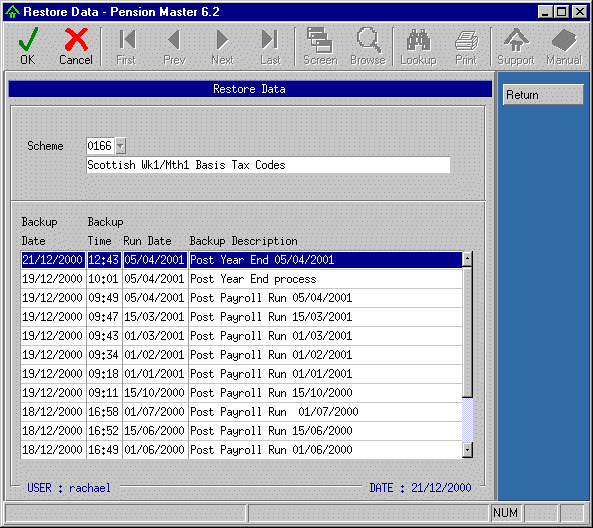 Restore Data - Pension Master 6.2
OK Cancel First Prev Next Last Screen Browse Lookup Print Support Manual
Restore Data
Return
Scheme 0166
Scottish Wk1/Mth1 Basis Tax Codes
Backup Backup
Date Time Run Date Backup Description
21/12/2000 12:43 05/04/2001 Post Year End 05/04/2001
19/12/2000 10:01 05/04/2001 Post Year End process
19/12/2000 09:49 05/04/2001 Post Payroll Run 05/04/2001
19/12/2000 09:47 15/03/2001 Post Payroll Run 15/03/2001
19/12/2000 09:43 01/03/2001 Post Payroll Run 01/03/2001
19/12/2000 09:34 01/02/2001 Post Payroll Run 01/02/2001
19/12/2000 09:18 01/01/2001 Post Payroll Run 01/01/2001
19/12/2000 09:11 15/10/2000 Post Payroll Run 15/10/2000
18/12/2000 16:58 01/07/2000 Post Payroll Run  01/07/2000
18/12/2000 16:52 15/06/2000 Post Payroll Run 15/06/2000
18/12/2000 16:49 01/06/2000 Post Payroll Run 01/06/2000
USER : rachael DATE : 21/12/2000
NUM